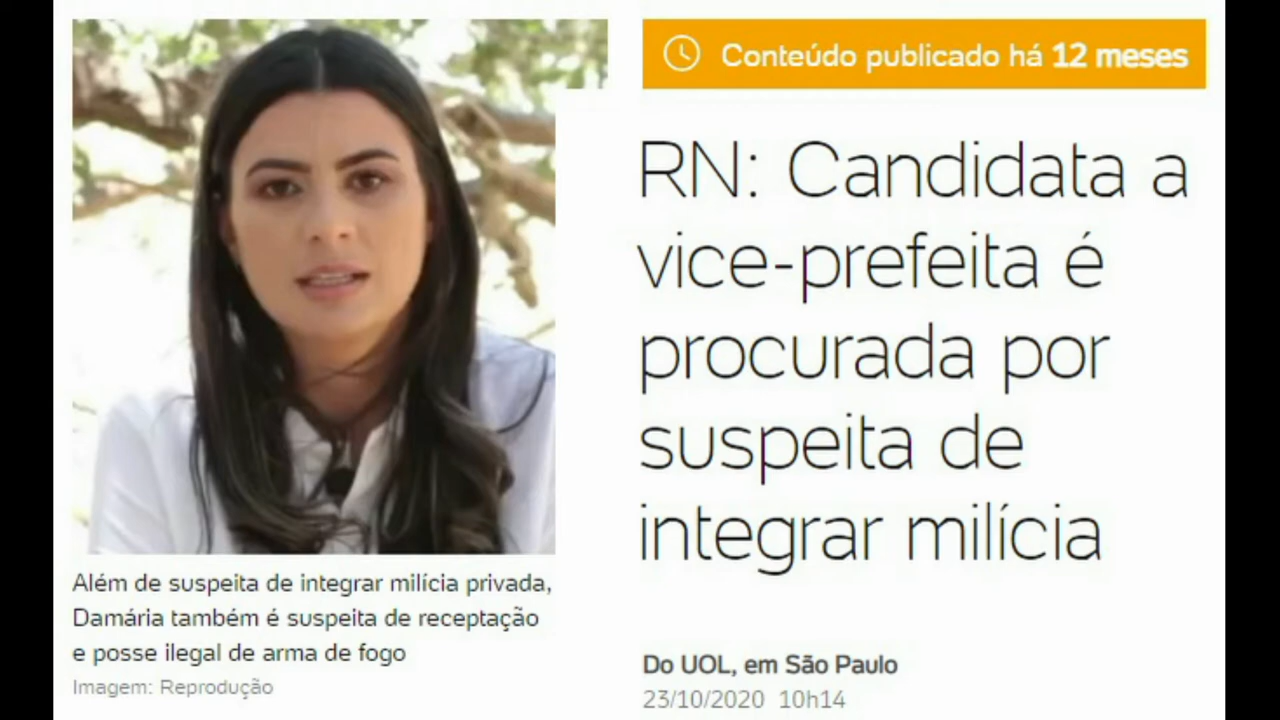 Conteúdo publicado há 12 meses
RN: Candidata a
vice-prefeita é
procurada por
suspeita de
integrar milícia
Além de suspeita de integrar milícia privada,
Damária também é suspeita de receptação
e posse ilegal de arma de fogo
Imagem: Reprodução
Do UOL, em São Paulo
23/10/2020 10h14